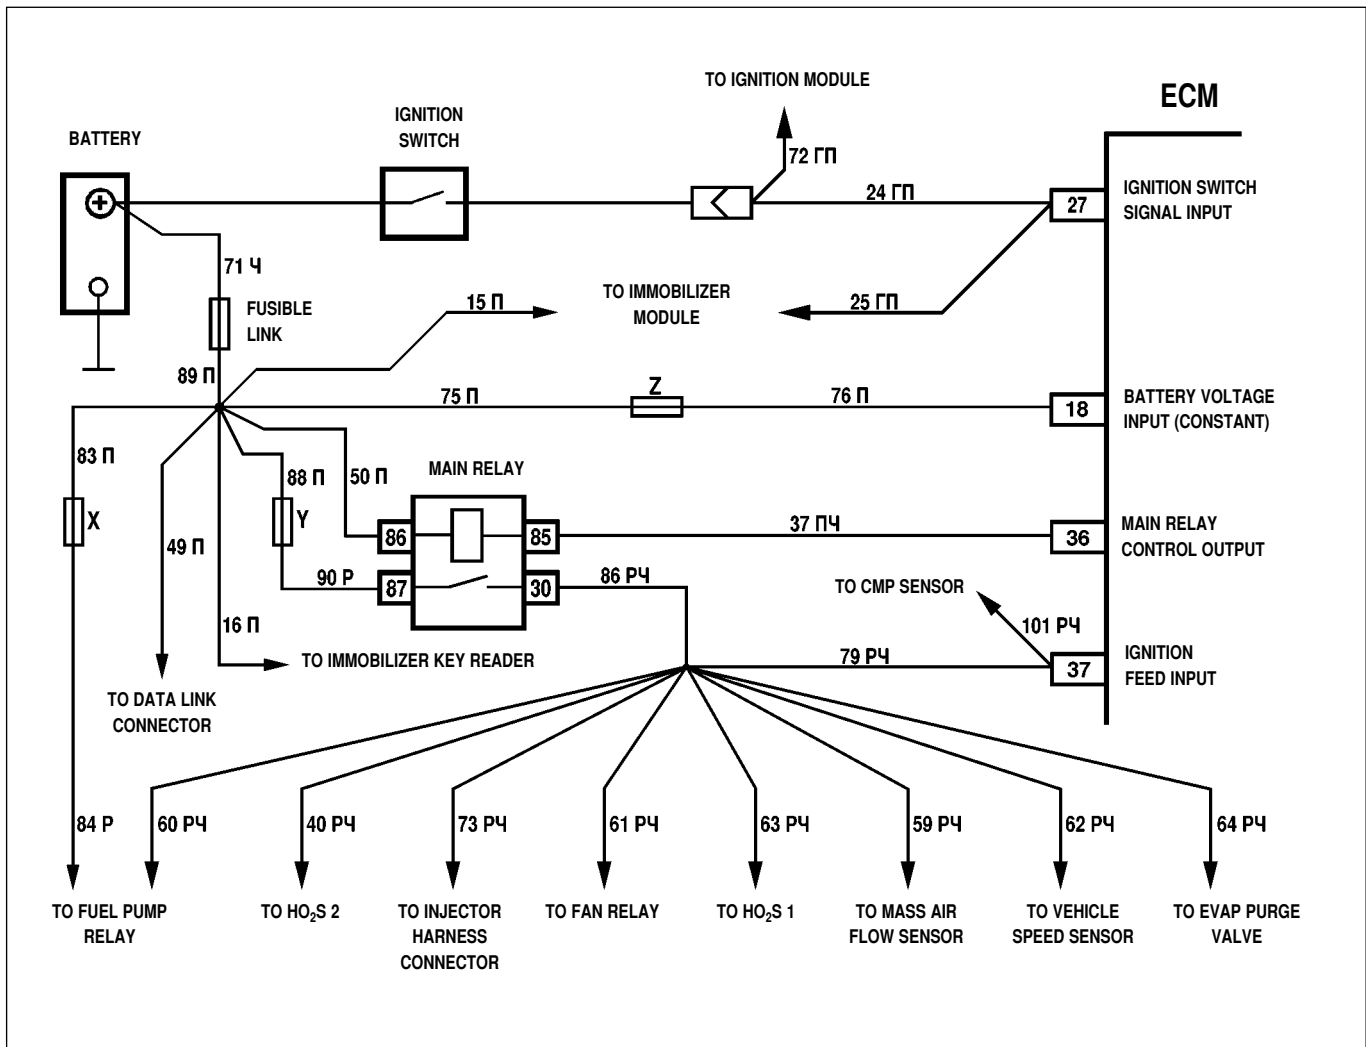 TO IGNITION MODULE
ECM
IGNITION
SWITCH
BATTERY
72 ГП
24 ГП
27
IGNITION SWITCH
SIGNAL INPUT
71 Ч
FUSIBLE
LINK
15 П
TO IMMOBILIZER
MODULE
25 ГП
89 П
75 П
Z
76 П
18
BATTERY VOLTAGE
INPUT (CONSTANT)
83 П
88 П
50 П
MAIN RELAY
X
Y
86
85
37 ПЧ
36
MAIN RELAY
CONTROL OUTPUT
49 П
90 Р
87
30
86 РЧ
TO CMP SENSOR
101 РЧ
16 П
TO IMMOBILIZER KEY READER
79 РЧ
37
IGNITION
FEED INPUT
TO DATA LINK
CONNECTOR
84 Р
60 РЧ
40 РЧ
73 РЧ
61 РЧ
63 РЧ
59 РЧ
62 РЧ
64 РЧ
TO FUEL PUMP
RELAY
TO HO₂S 2
TO INJECTOR
HARNESS
CONNECTOR
TO FAN RELAY
TO HO₂S 1
TO MASS AIR
FLOW SENSOR
TO VEHICLE
SPEED SENSOR
TO EVAP PURGE
VALVE